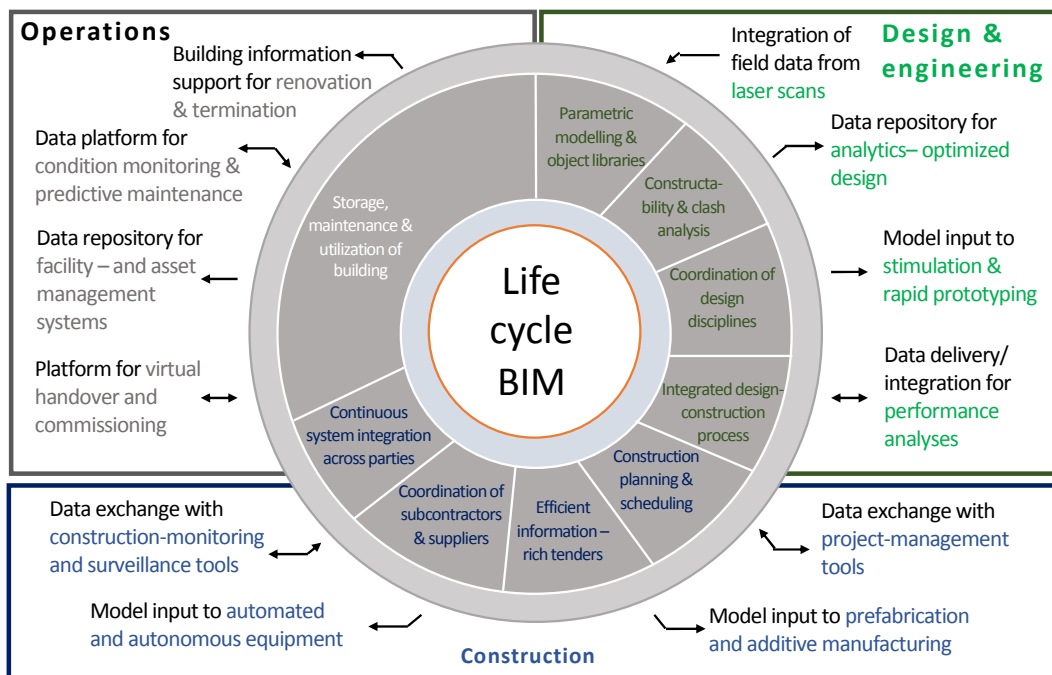 Operations
Building information
support for renovation
& termination
Data platform for
condition monitoring &
predictive maintenance
Data repository for
facility – and asset
management
systems
Platform for virtual
handover and
commissioning
Design &
engineering
Integration of
field data from
laser scans
Data repository for
analytics– optimized
design
Model input to
stimulation &
rapid prototyping
Data delivery/
integration for
performance
analyses
Parametric
modelling &
object libraries
Constructa-
bility & clash
analysis
Coordination of
design
disciplines
Integrated design-
construction
process
Construction
planning &
scheduling
Efficient
information –
rich tenders
Coordination of
subcontractors
& suppliers
Continuous
system integration
across parties
Storage,
maintenance &
utilization of
building
Life
cycle
BIM
Data exchange with
construction-monitoring
and surveillance tools
Model input to automated
and autonomous equipment
Data exchange with
project-management
tools
Model input to prefabrication
and additive manufacturing
Construction